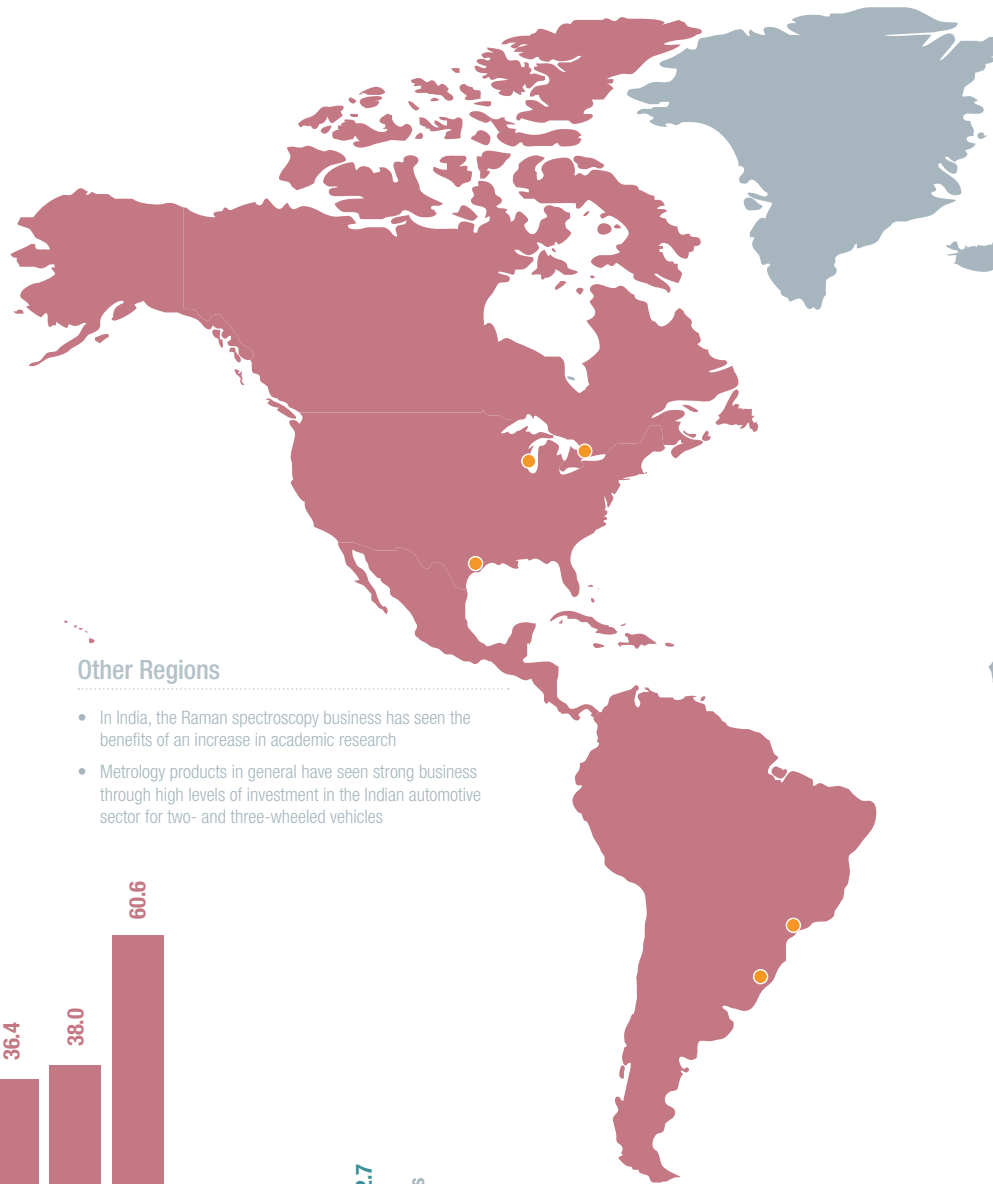 Other Regions
• In India, the Raman spectroscopy business has seen the
benefits of an increase in academic research
• Metrology products in general have seen strong business
through high levels of investment in the Indian automotive
sector for two- and three-wheeled vehicles
36.4
38.0
60.6